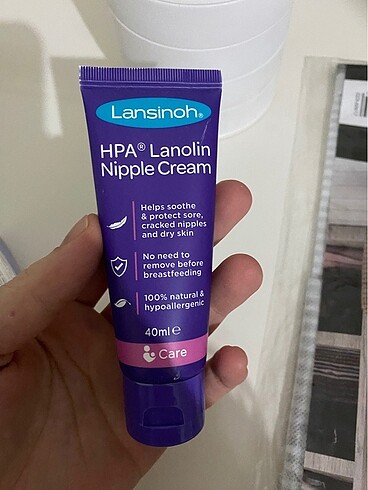 Lansinoh®
HPA® Lanolin
Nipple Cream
Helps soothe
& protect sore,
cracked nipples
and dry skin
No need to
remove before
breastfeeding
100% natural &
hypoallergenic
40ml℮
Care